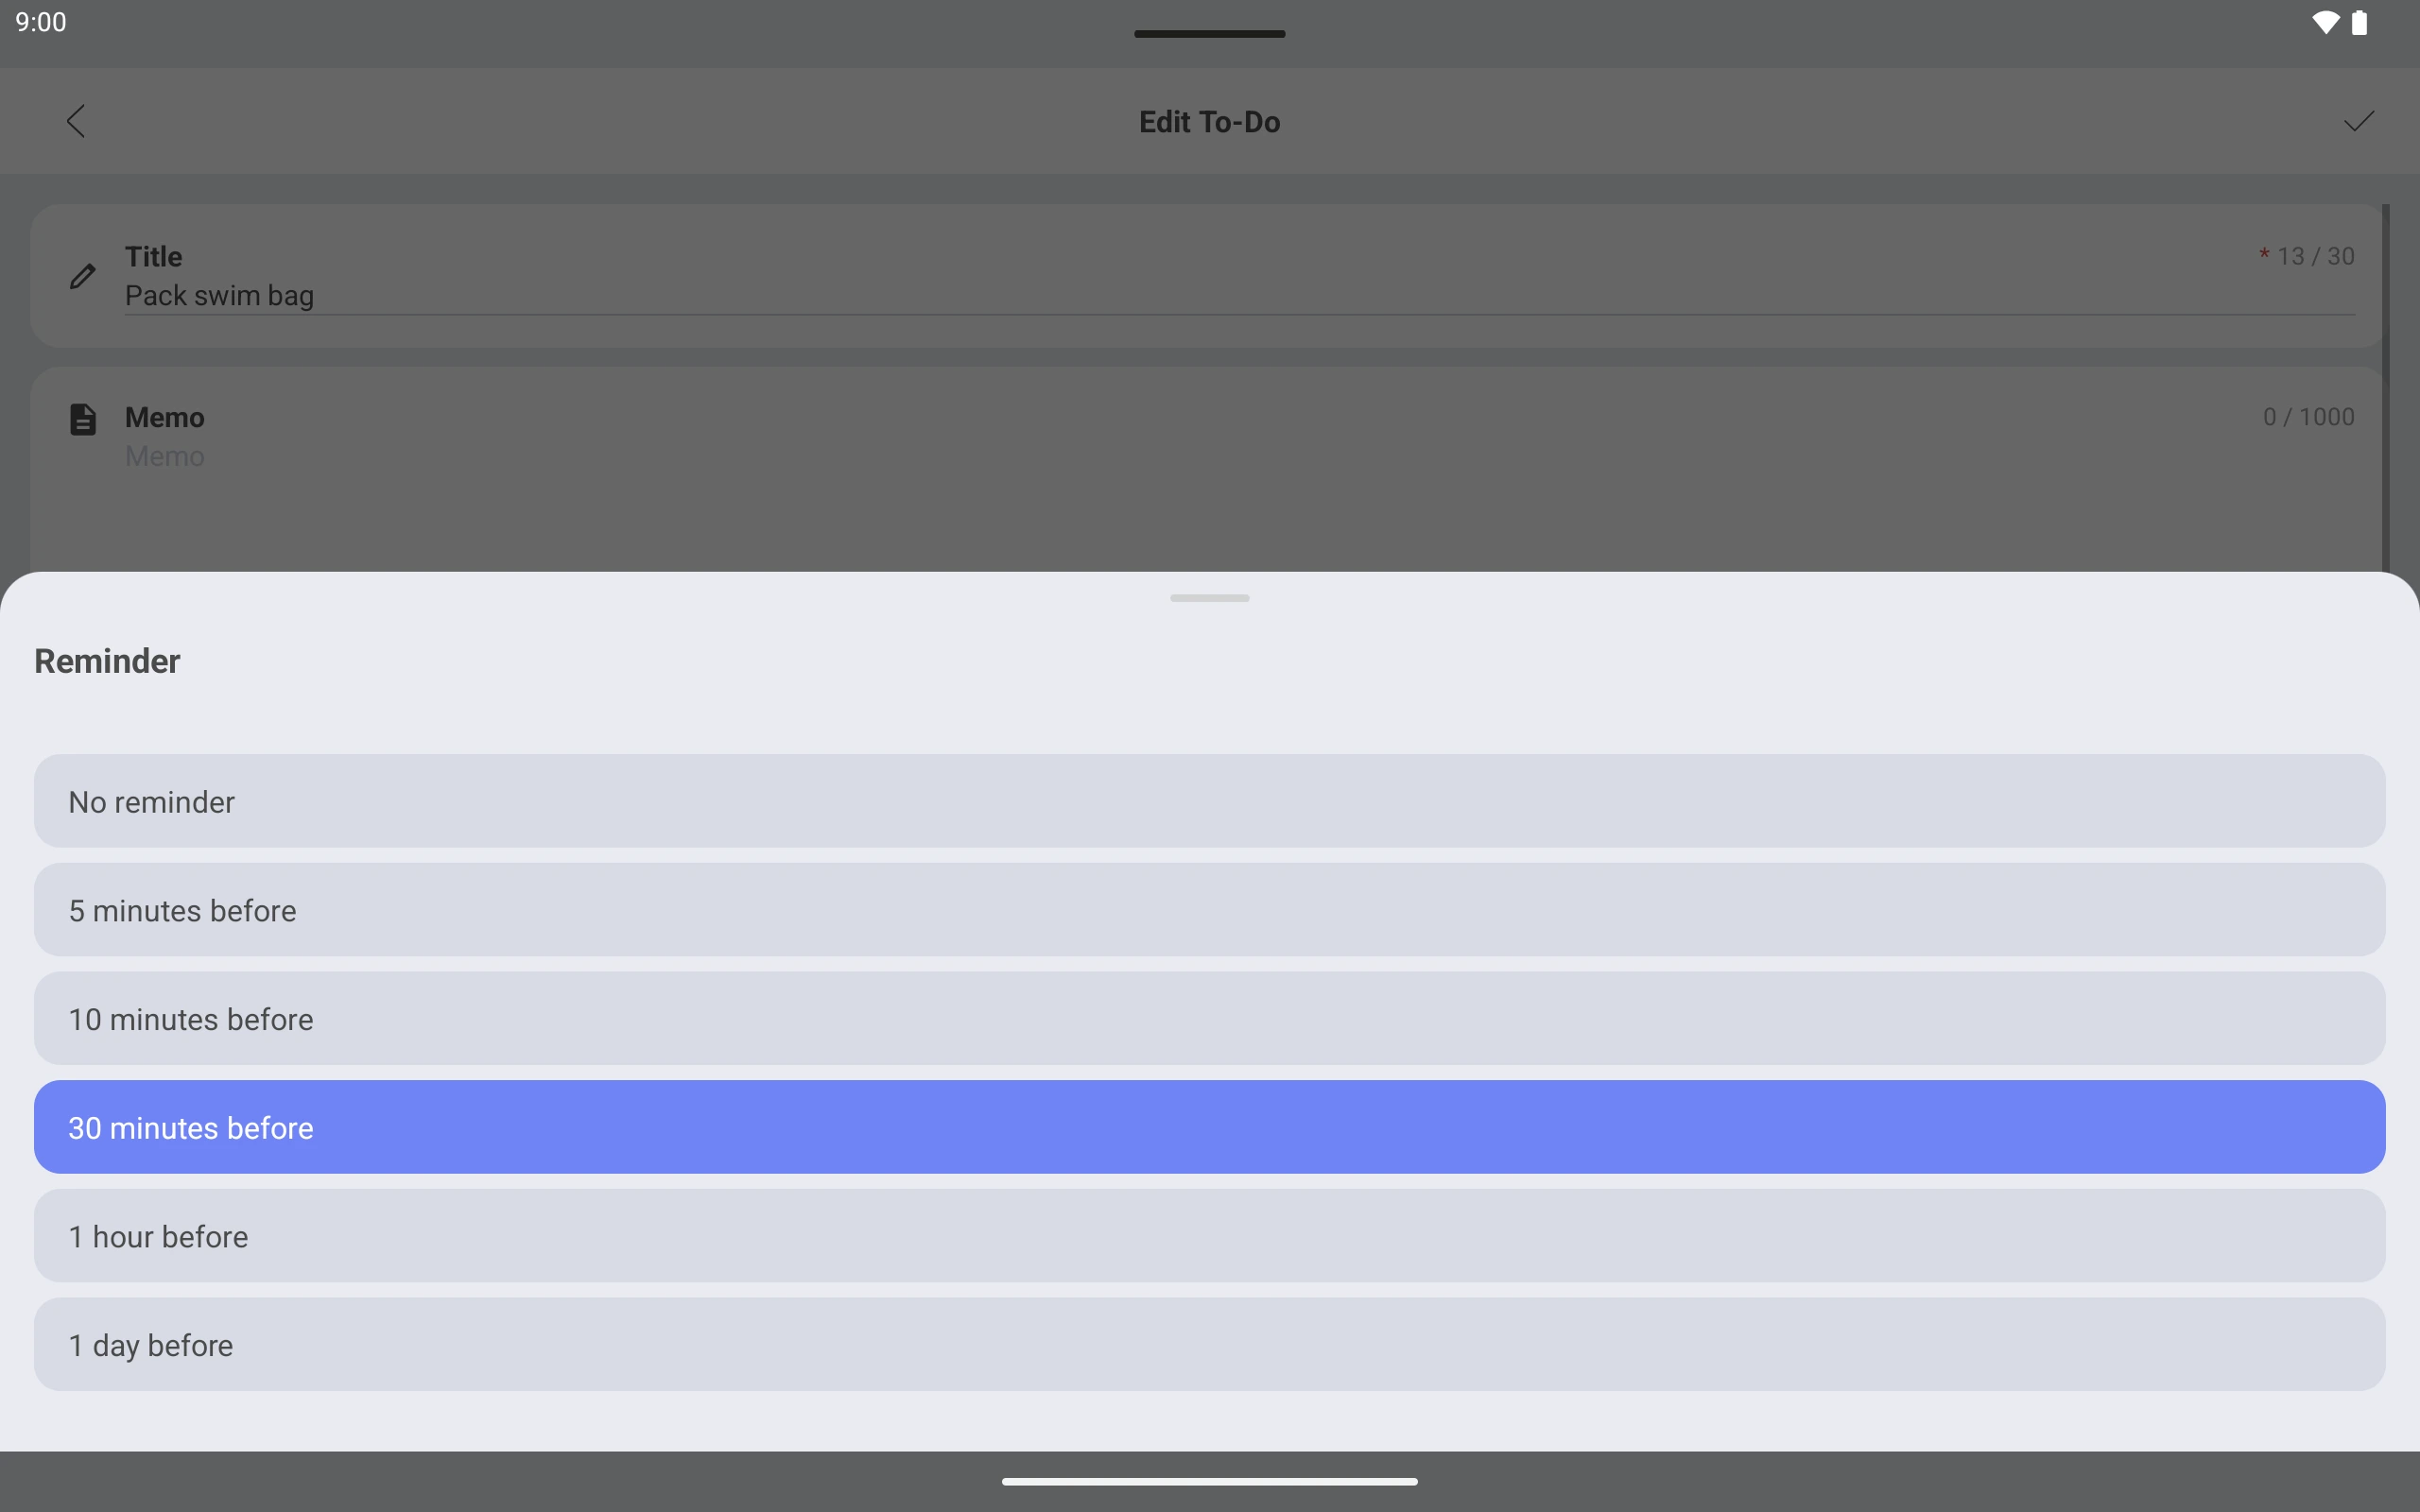 9:00
Edit To-Do
Title
* 13 / 30
Pack swim bag
Memo
0 / 1000
Memo
Reminder
No reminder
5 minutes before
10 minutes before
30 minutes before
1 hour before
1 day before